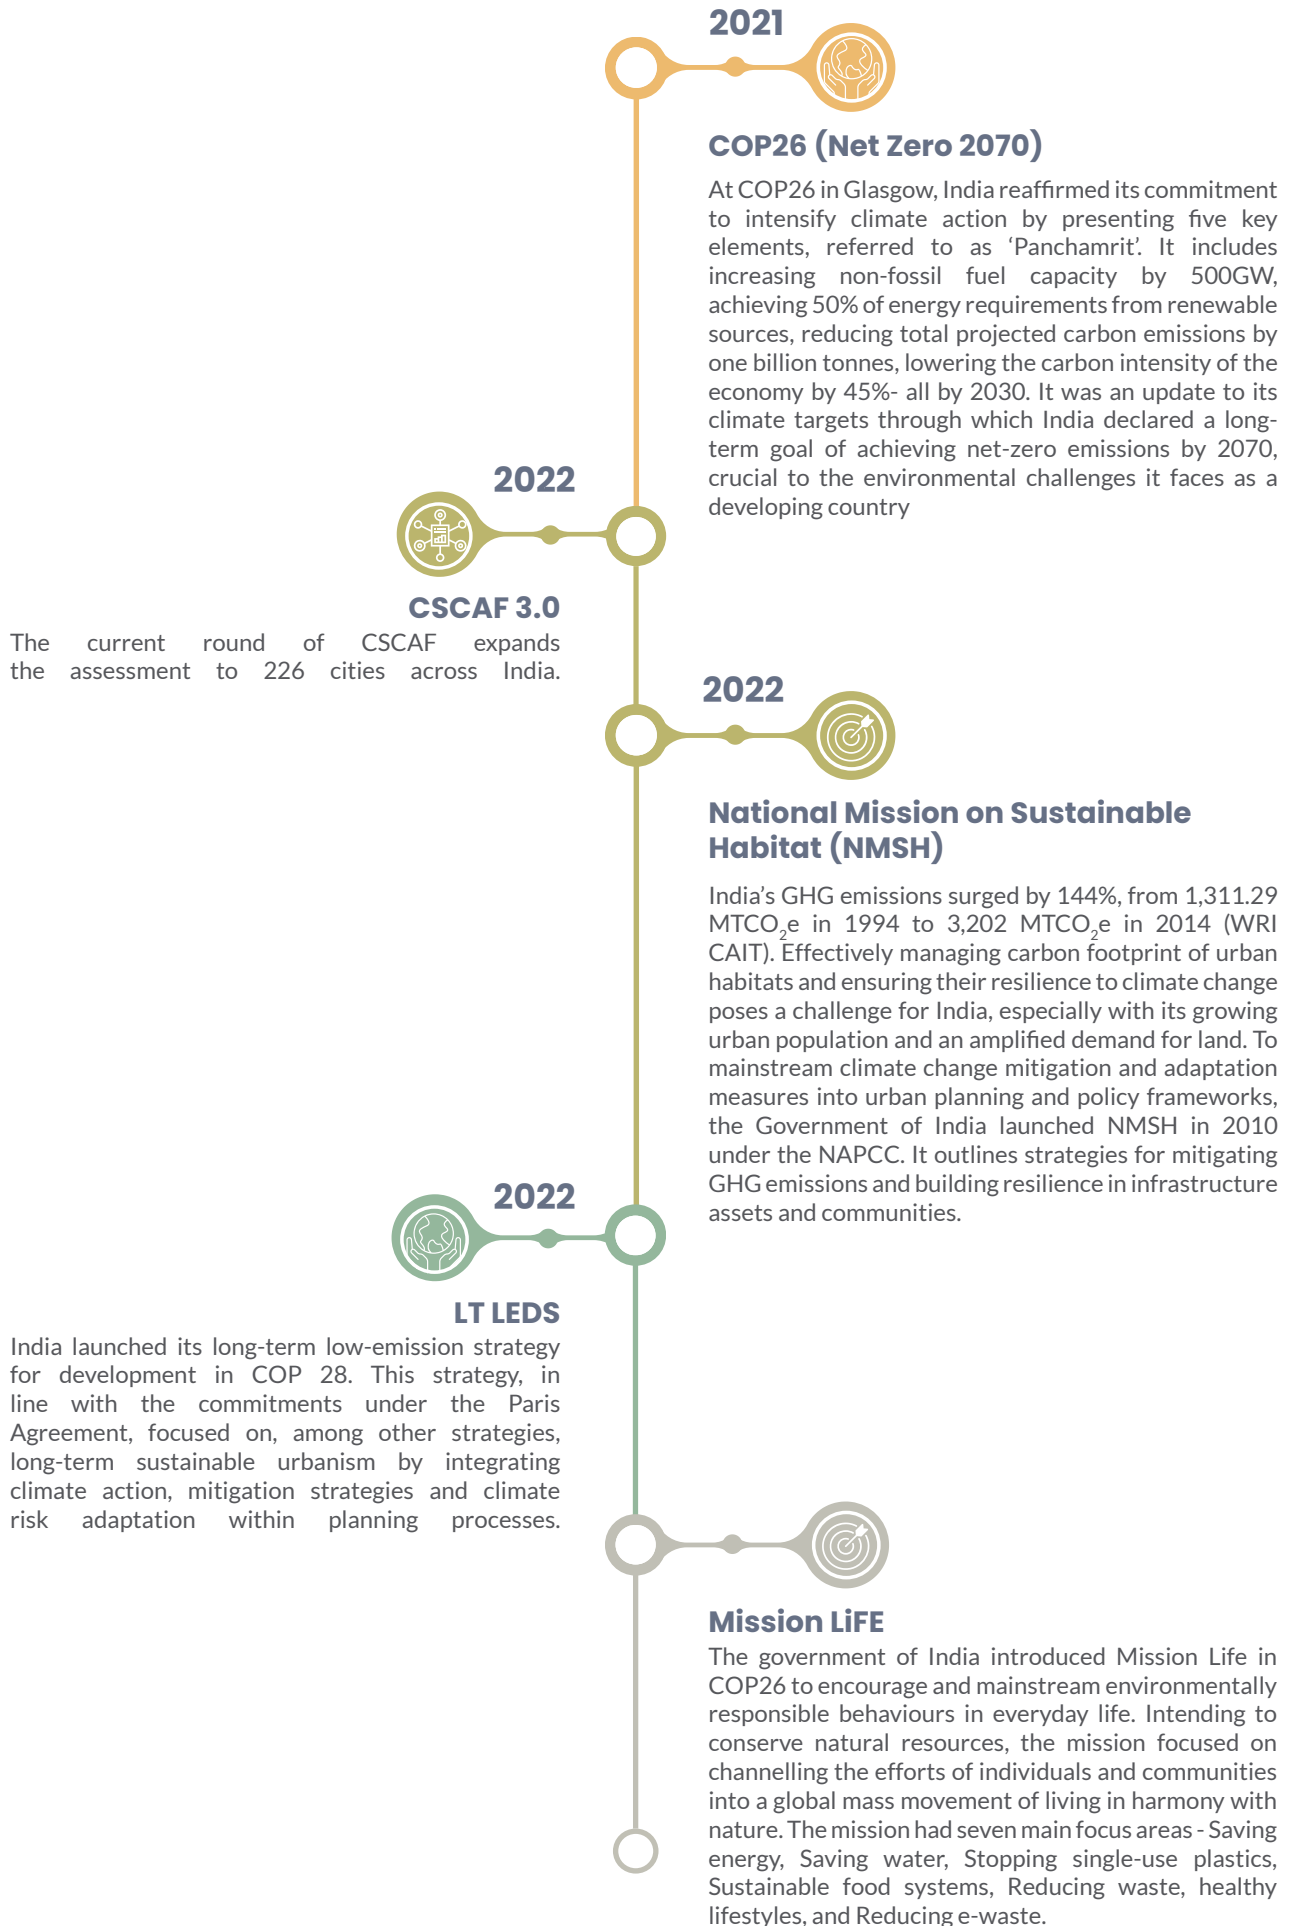 2021
COP26 (Net Zero 2070)
At COP26 in Glasgow, India reaffirmed its commitment
to intensify climate action by presenting five key
elements, referred to as ‘Panchamrit’. It includes
increasing non-fossil fuel capacity by 500GW,
achieving 50% of energy requirements from renewable
sources, reducing total projected carbon emissions by
one billion tonnes, lowering the carbon intensity of the
economy by 45%- all by 2030. It was an update to its
climate targets through which India declared a long-
term goal of achieving net-zero emissions by 2070,
crucial to the environmental challenges it faces as a
developing country
2022
CSCAF 3.0
The current round of CSCAF expands
the assessment to 226 cities across India.
2022
National Mission on Sustainable
Habitat (NMSH)
India’s GHG emissions surged by 144%, from 1,311.29
MTCO₂e in 1994 to 3,202 MTCO₂e in 2014 (WRI
CAIT). Effectively managing carbon footprint of urban
habitats and ensuring their resilience to climate change
poses a challenge for India, especially with its growing
urban population and an amplified demand for land. To
mainstream climate change mitigation and adaptation
measures into urban planning and policy frameworks,
the Government of India launched NMSH in 2010
under the NAPCC. It outlines strategies for mitigating
GHG emissions and building resilience in infrastructure
assets and communities.
2022
LT LEDS
India launched its long-term low-emission strategy
for development in COP 28. This strategy, in
line with the commitments under the Paris
Agreement, focused on, among other strategies,
long-term sustainable urbanism by integrating
climate action, mitigation strategies and climate
risk adaptation within planning processes.
Mission LiFE
The government of India introduced Mission Life in
COP26 to encourage and mainstream environmentally
responsible behaviours in everyday life. Intending to
conserve natural resources, the mission focused on
channelling the efforts of individuals and communities
into a global mass movement of living in harmony with
nature. The mission had seven main focus areas - Saving
energy, Saving water, Stopping single-use plastics,
Sustainable food systems, Reducing waste, healthy
lifestyles, and Reducing e-waste.